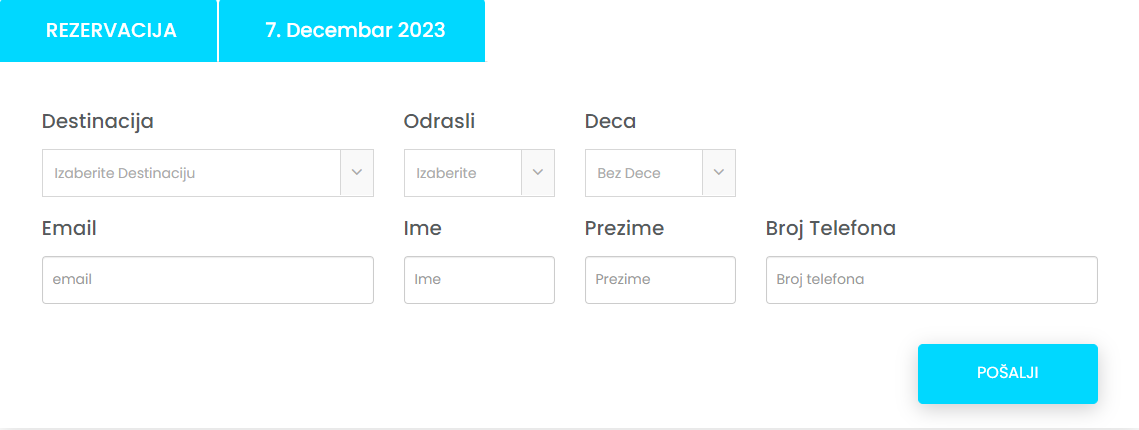 REZERVACIJA 7. Decembar 2023
Destinacija Odrasli Deca
Izaberite Destinaciju Izaberite Bez Dece
Email Ime Prezime Broj Telefona
email Ime Prezime Broj telefona
POŠALJI